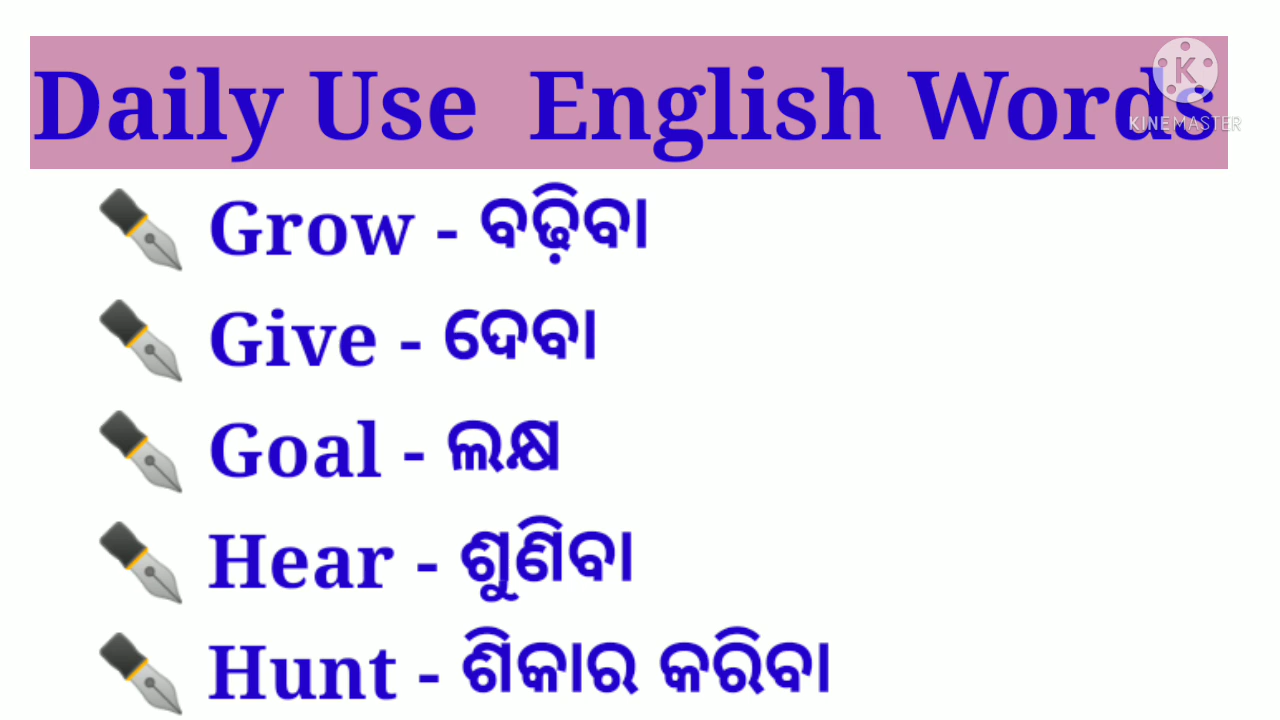 Daily Use English Words
KINEMASTER
Grow - ବଢ଼ିବା
Give - ଦେବା
Goal - ଲକ୍ଷ
Hear - ଶୁଣିବା
Hunt - ଶିକାର କରିବା